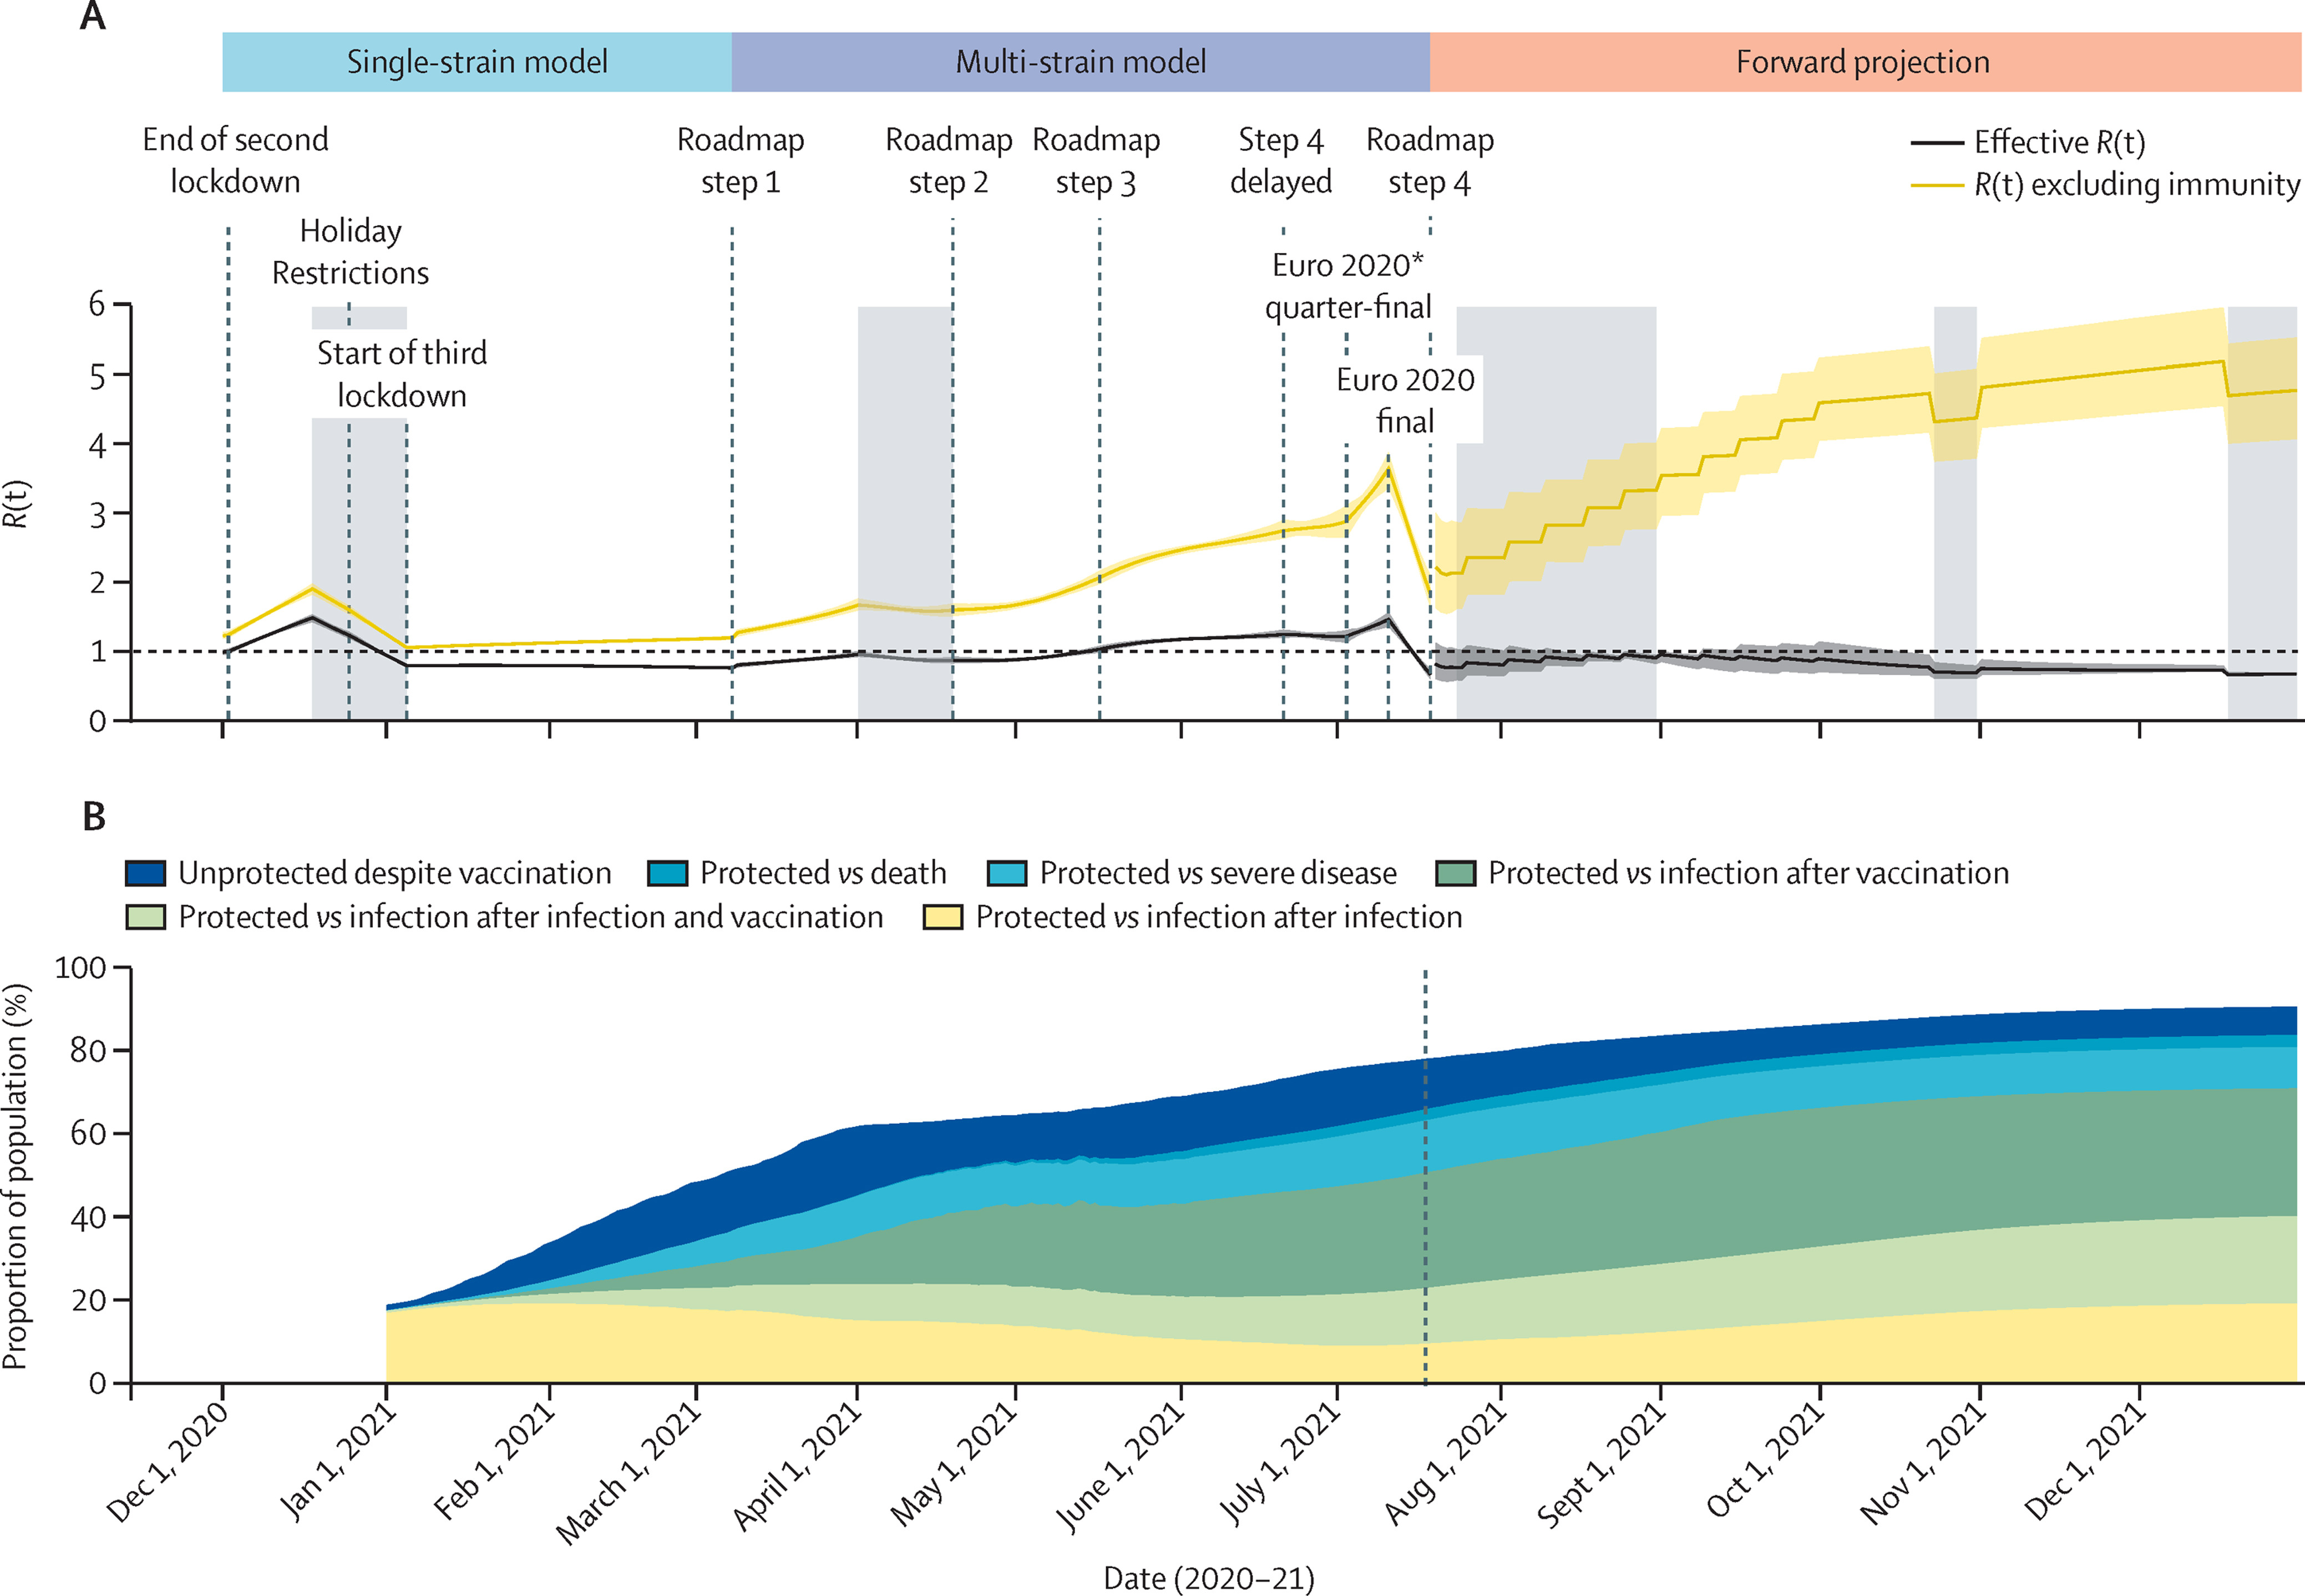 A
Single-strain model
Multi-strain model
Forward projection
End of second
lockdown
Roadmap
step 1
Roadmap
step 2
Roadmap
step 3
Step 4
delayed
Roadmap
step 4
Effective R(t)
R(t) excluding immunity
Holiday
Restrictions
Euro 2020*
quarter-final
Start of third
lockdown
Euro 2020
final
R(t)
6
5
4
3
2
1
0
B
Unprotected despite vaccination
Protected vs death
Protected vs severe disease
Protected vs infection after vaccination
Protected vs infection after infection and vaccination
Protected vs infection after infection
Proportion of population (%)
100
80
60
40
20
0
Dec 1, 2020
Jan 1, 2021
Feb 1, 2021
March 1, 2021
April 1, 2021
May 1, 2021
June 1, 2021
July 1, 2021
Aug 1, 2021
Sept 1, 2021
Oct 1, 2021
Nov 1, 2021
Dec 1, 2021
Date (2020–21)